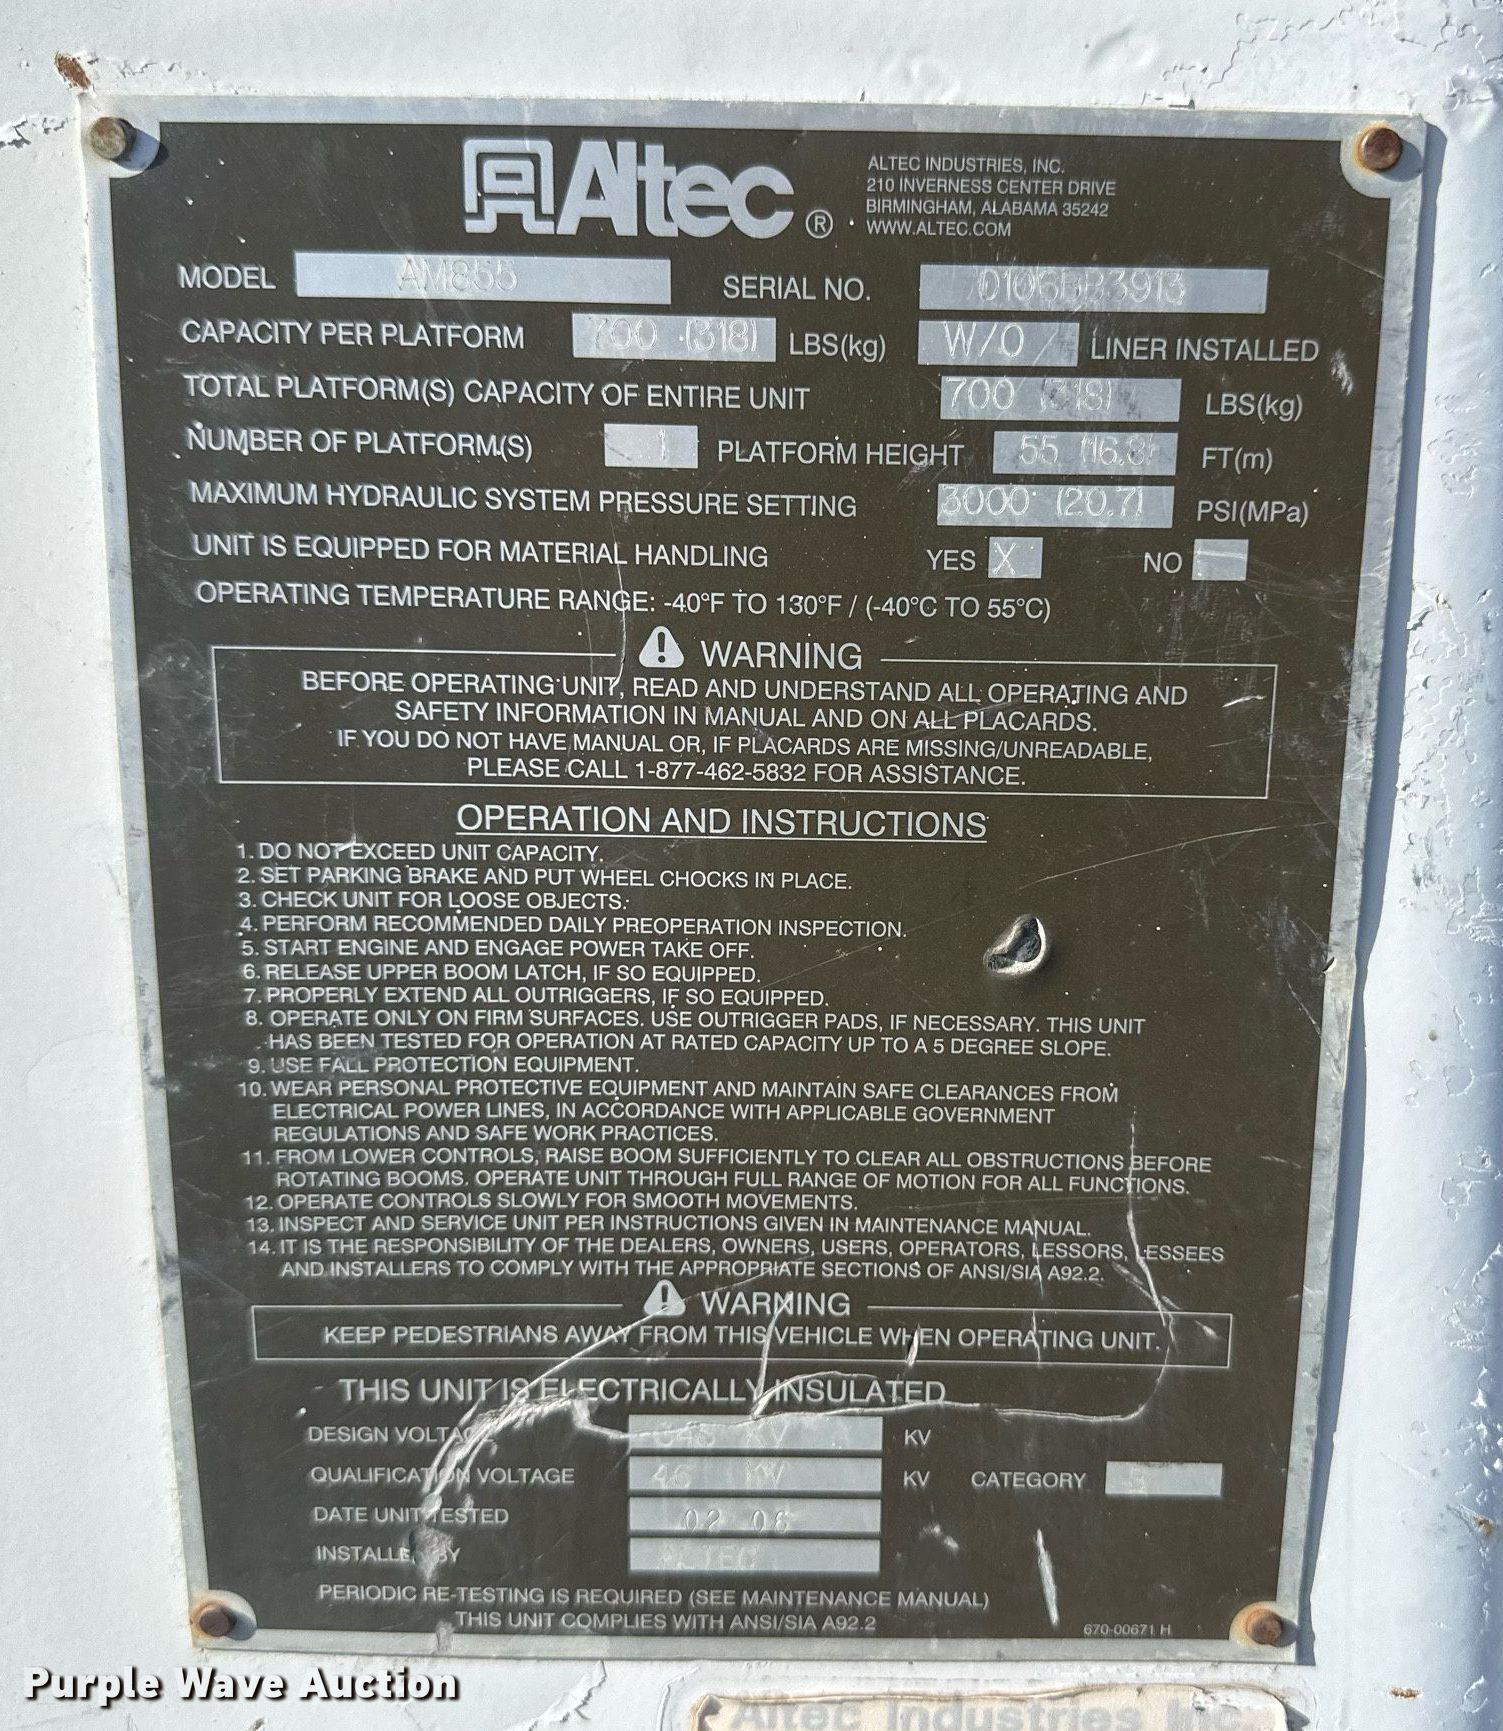 Altec ®
ALTEC INDUSTRIES, INC.
210 INVERNESS CENTER DRIVE
BIRMINGHAM, ALABAMA 35242
WWW.ALTEC.COM
MODEL AM855 SERIAL NO.
CAPACITY PER PLATFORM 700 (318) LBS(kg) W/O LINER INSTALLED
TOTAL PLATFORM(S) CAPACITY OF ENTIRE UNIT 700 (318) LBS(kg)
NUMBER OF PLATFORM(S) 1 PLATFORM HEIGHT 55 (16.8) FT(m)
MAXIMUM HYDRAULIC SYSTEM PRESSURE SETTING 3000 (20.7) PSI(MPa)
UNIT IS EQUIPPED FOR MATERIAL HANDLING YES X NO
OPERATING TEMPERATURE RANGE: -40°F TO 130°F / (-40°C TO 55°C)
WARNING
BEFORE OPERATING UNIT, READ AND UNDERSTAND ALL OPERATING AND
SAFETY INFORMATION IN MANUAL AND ON ALL PLACARDS.
IF YOU DO NOT HAVE MANUAL OR, IF PLACARDS ARE MISSING/UNREADABLE,
PLEASE CALL 1-877-462-5832 FOR ASSISTANCE.
OPERATION AND INSTRUCTIONS
1. DO NOT EXCEED UNIT CAPACITY.
2. SET PARKING BRAKE AND PUT WHEEL CHOCKS IN PLACE.
3. CHECK UNIT FOR LOOSE OBJECTS.
4. PERFORM RECOMMENDED DAILY PREOPERATION INSPECTION.
5. START ENGINE AND ENGAGE POWER TAKE OFF.
6. RELEASE UPPER BOOM LATCH, IF SO EQUIPPED.
7. PROPERLY EXTEND ALL OUTRIGGERS, IF SO EQUIPPED.
8. OPERATE ONLY ON FIRM SURFACES. USE OUTRIGGER PADS, IF NECESSARY. THIS UNIT
HAS BEEN TESTED FOR OPERATION AT RATED CAPACITY UP TO A 5 DEGREE SLOPE.
9. USE FALL PROTECTION EQUIPMENT.
10. WEAR PERSONAL PROTECTIVE EQUIPMENT AND MAINTAIN SAFE CLEARANCES FROM
ELECTRICAL POWER LINES, IN ACCORDANCE WITH APPLICABLE GOVERNMENT
REGULATIONS AND SAFE WORK PRACTICES.
11. FROM LOWER CONTROLS, RAISE BOOM SUFFICIENTLY TO CLEAR ALL OBSTRUCTIONS BEFORE
ROTATING BOOMS. OPERATE UNIT THROUGH FULL RANGE OF MOTION FOR ALL FUNCTIONS.
12. OPERATE CONTROLS SLOWLY FOR SMOOTH MOVEMENTS.
13. INSPECT AND SERVICE UNIT PER INSTRUCTIONS GIVEN IN MAINTENANCE MANUAL.
14. IT IS THE RESPONSIBILITY OF THE DEALERS, OWNERS, USERS, OPERATORS, LESSORS, LESSEES
AND INSTALLERS TO COMPLY WITH THE APPROPRIATE SECTIONS OF ANSI/SIA A92.2.
WARNING
KEEP PEDESTRIANS AWAY FROM THIS VEHICLE WHEN OPERATING UNIT.
THIS UNIT IS ELECTRICALLY INSULATED
DESIGN VOLTAGE KV KV
QUALIFICATION VOLTAGE 46 KV KV CATEGORY
DATE UNIT TESTED 02 06
INSTALLED BY ALTEC
PERIODIC RE-TESTING IS REQUIRED (SEE MAINTENANCE MANUAL)
THIS UNIT COMPLIES WITH ANSI/SIA A92.2
670-00671 H
Purple Wave Auction
Altec Industries Inc